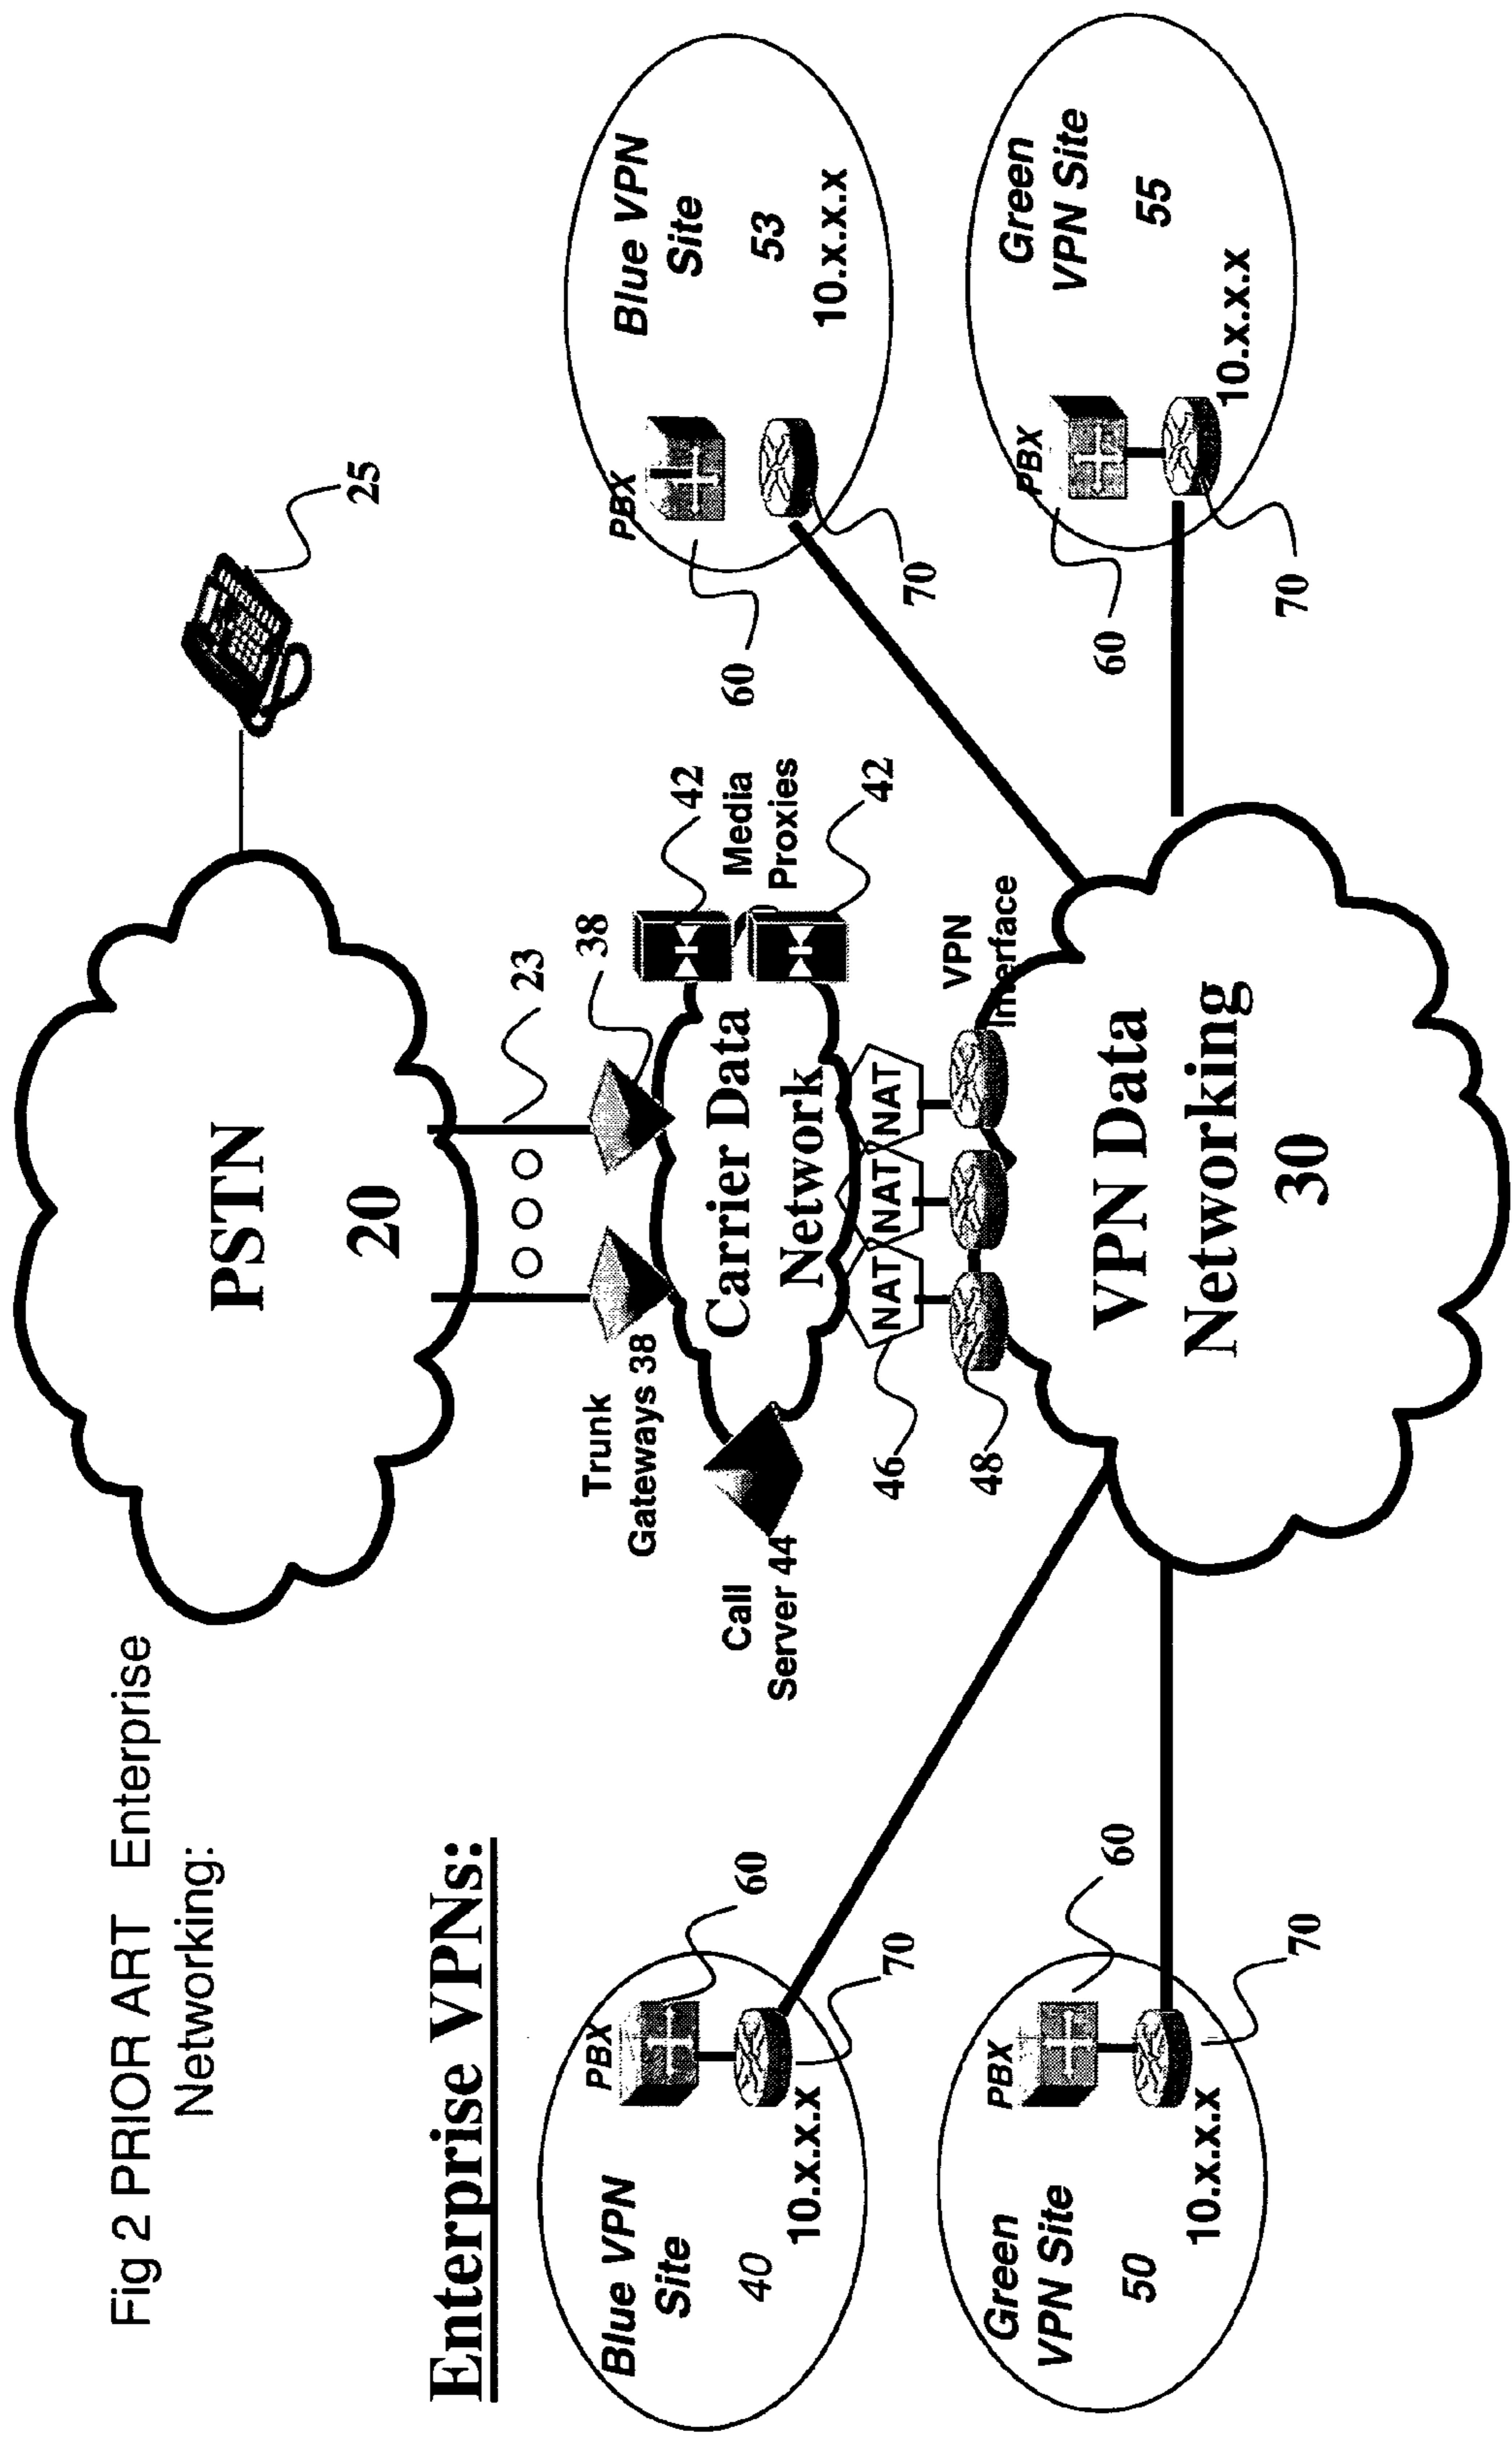 Fig 2 PRIOR ART Enterprise
Networking:
Enterprise VPNs:
PSTN
20
25
23
38
Trunk
Gateways 38
42
Media
Proxies
42
Carrier Data
Network
Call
Server 44
NAT
NAT
NAT
46
48
VPN
Interface
VPN Data
Networking
30
Blue VPN
Site
40
10.x.x.x
PBX
60
70
Green
VPN Site
50
10.x.x.x
PBX
60
70
Blue VPN
Site
53
10.x.x.x
PBX
60
70
Green
VPN Site
55
10.x.x.x
PBX
60
70